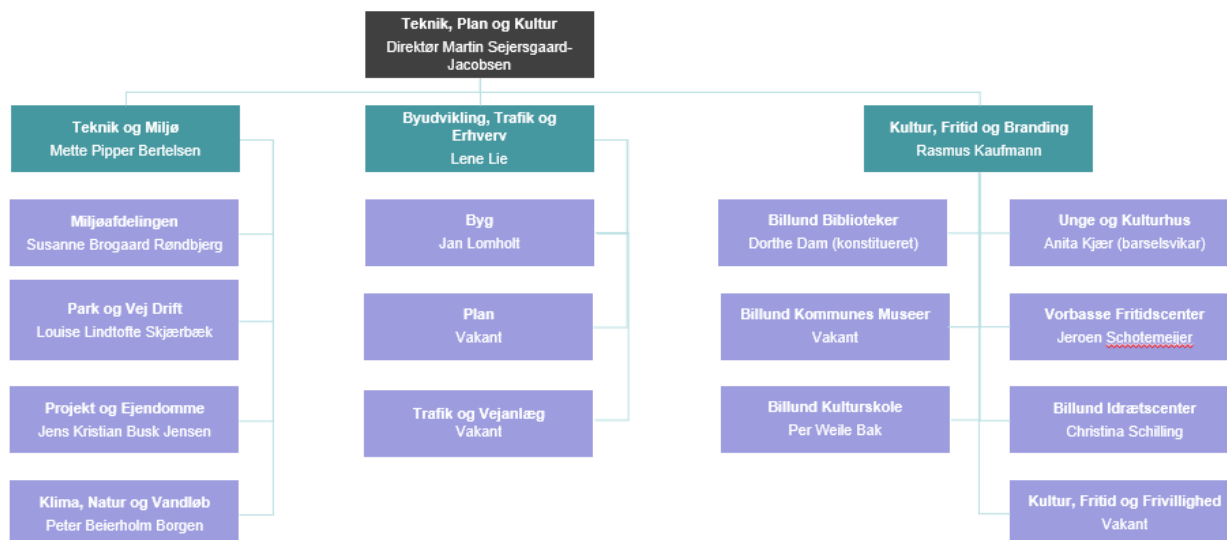 Teknik, Plan og Kultur
Direktør Martin Sejersgaard-
Jacobsen
Teknik og Miljø
Mette Pipper Bertelsen
Byudvikling, Trafik og
Erhverv
Lene Lie
Kultur, Fritid og Branding
Rasmus Kaufmann
Miljøafdelingen
Susanne Brogaard Røndbjerg
Byg
Jan Lomholt
Billund Biblioteker
Dorthe Dam (konstitueret)
Unge og Kulturhus
Anita Kjær (barselsvikar)
Park og Vej Drift
Louise Lindtofte Skjærbæk
Plan
Vakant
Billund Kommunes Museer
Vakant
Vorbasse Fritidscenter
Jeroen Schotemeijer
Projekt og Ejendomme
Jens Kristian Busk Jensen
Trafik og Vejanlæg
Vakant
Billund Kulturskole
Per Weile Bak
Billund Idrætscenter
Christina Schilling
Klima, Natur og Vandløb
Peter Beierholm Borgen
Kultur, Fritid og Frivillighed
Vakant